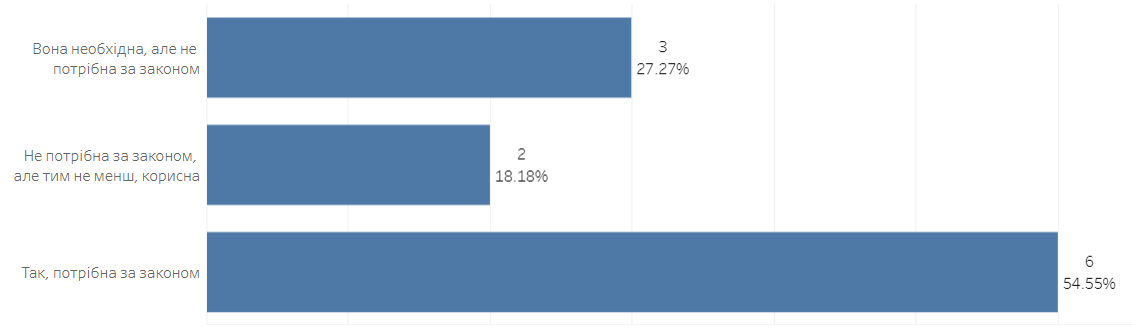 Вона необхідна, але не
потрібна за законом
3
27.27%
Не потрібна за законом,
але тим не менш, корисна
2
18.18%
Так, потрібна за законом
6
54.55%